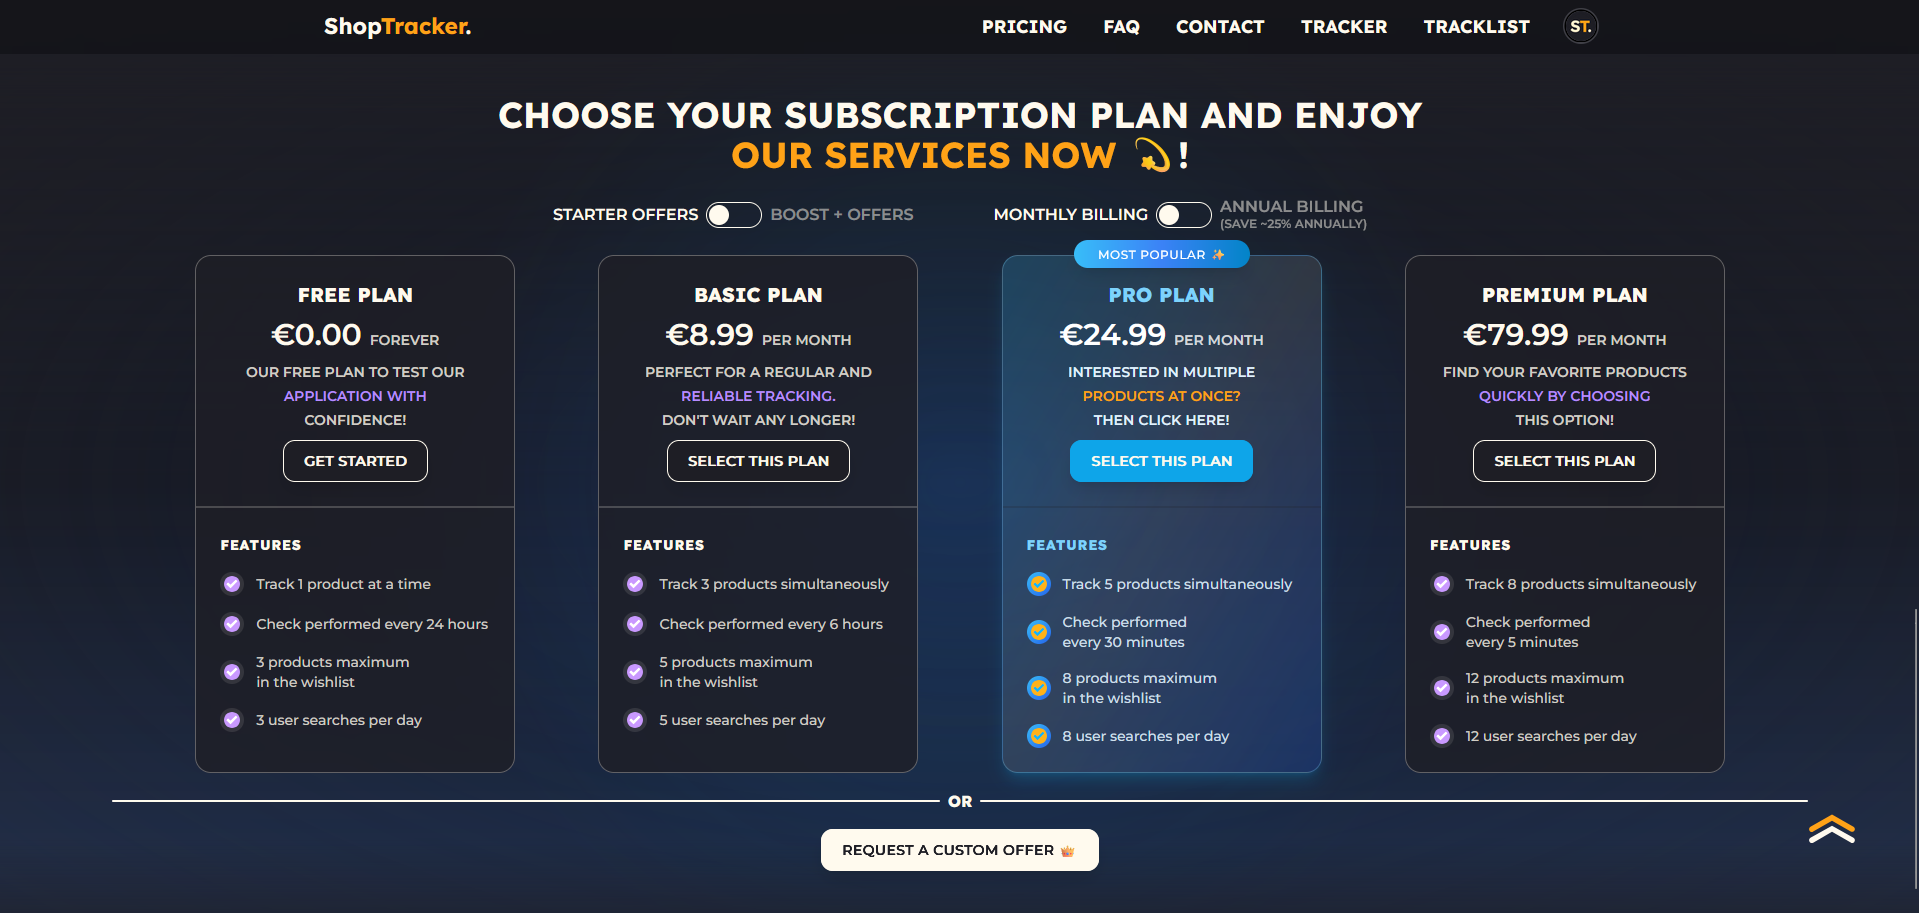 ShopTracker.
PRICING FAQ CONTACT TRACKER TRACKLIST ST.
CHOOSE YOUR SUBSCRIPTION PLAN AND ENJOY
OUR SERVICES NOW 💫 !
STARTER OFFERS BOOST + OFFERS
MONTHLY BILLING ANNUAL BILLING
(SAVE ~25% ANNUALLY)
FREE PLAN
€0.00 FOREVER
OUR FREE PLAN TO TEST OUR
APPLICATION WITH
CONFIDENCE!
GET STARTED
FEATURES
Track 1 product at a time
Check performed every 24 hours
3 products maximum
in the wishlist
3 user searches per day
BASIC PLAN
€8.99 PER MONTH
PERFECT FOR A REGULAR AND
RELIABLE TRACKING.
DON'T WAIT ANY LONGER!
SELECT THIS PLAN
FEATURES
Track 3 products simultaneously
Check performed every 6 hours
5 products maximum
in the wishlist
5 user searches per day
MOST POPULAR ✨
PRO PLAN
€24.99 PER MONTH
INTERESTED IN MULTIPLE
PRODUCTS AT ONCE?
THEN CLICK HERE!
SELECT THIS PLAN
FEATURES
Track 5 products simultaneously
Check performed
every 30 minutes
8 products maximum
in the wishlist
8 user searches per day
PREMIUM PLAN
€79.99 PER MONTH
FIND YOUR FAVORITE PRODUCTS
QUICKLY BY CHOOSING
THIS OPTION!
SELECT THIS PLAN
FEATURES
Track 8 products simultaneously
Check performed
every 5 minutes
12 products maximum
in the wishlist
12 user searches per day
OR
REQUEST A CUSTOM OFFER 👑